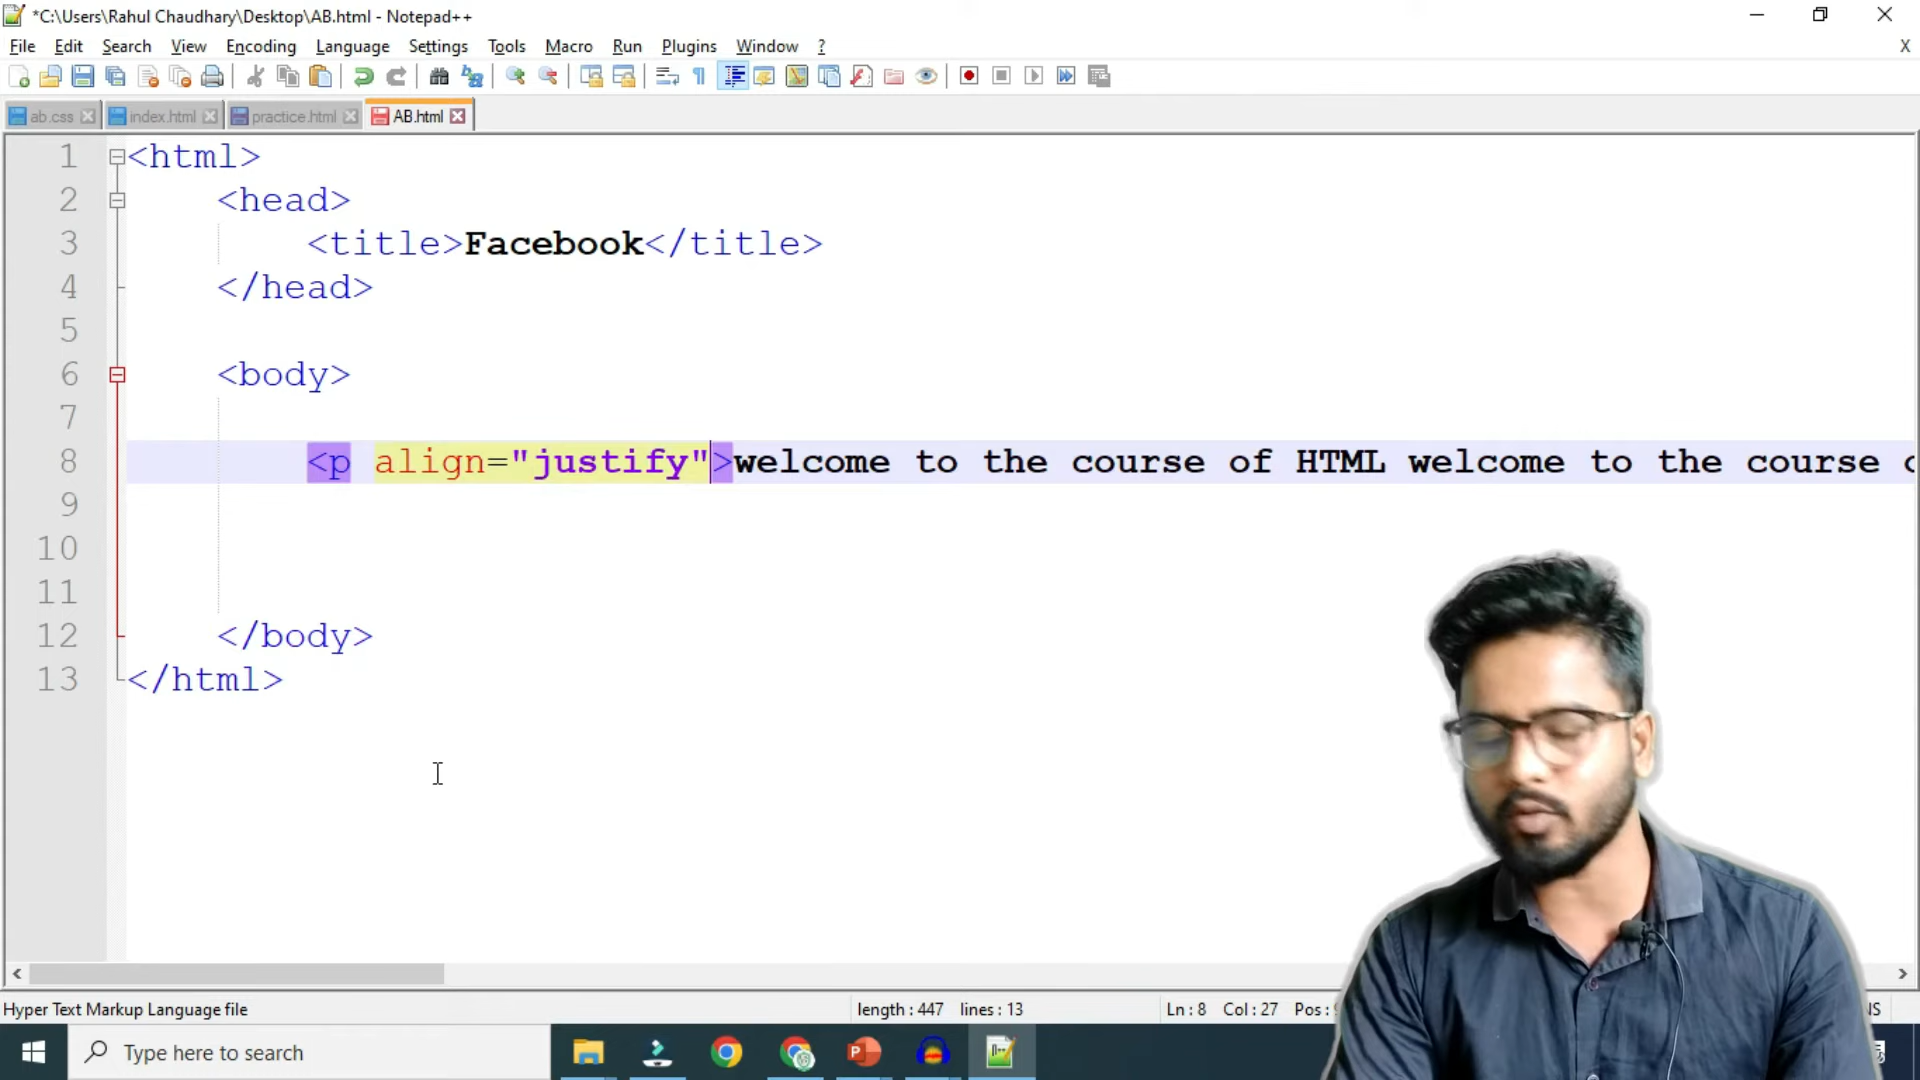 *C:\Users\Rahul Chaudhary\Desktop\AB.html - Notepad++
File Edit Search View Encoding Language Settings Tools Macro Run Plugins Window ? X
ab.css index.html practice.html AB.html
1 <html>
2 <head>
3 <title>Facebook</title>
4 </head>
5
6 <body>
7
8 <p align="justify">welcome to the course of HTML welcome to the course
9
10
11
12 </body>
13 </html>
Hyper Text Markup Language file length : 447 lines : 13 Ln : 8 Col : 27 Pos :
Type here to search